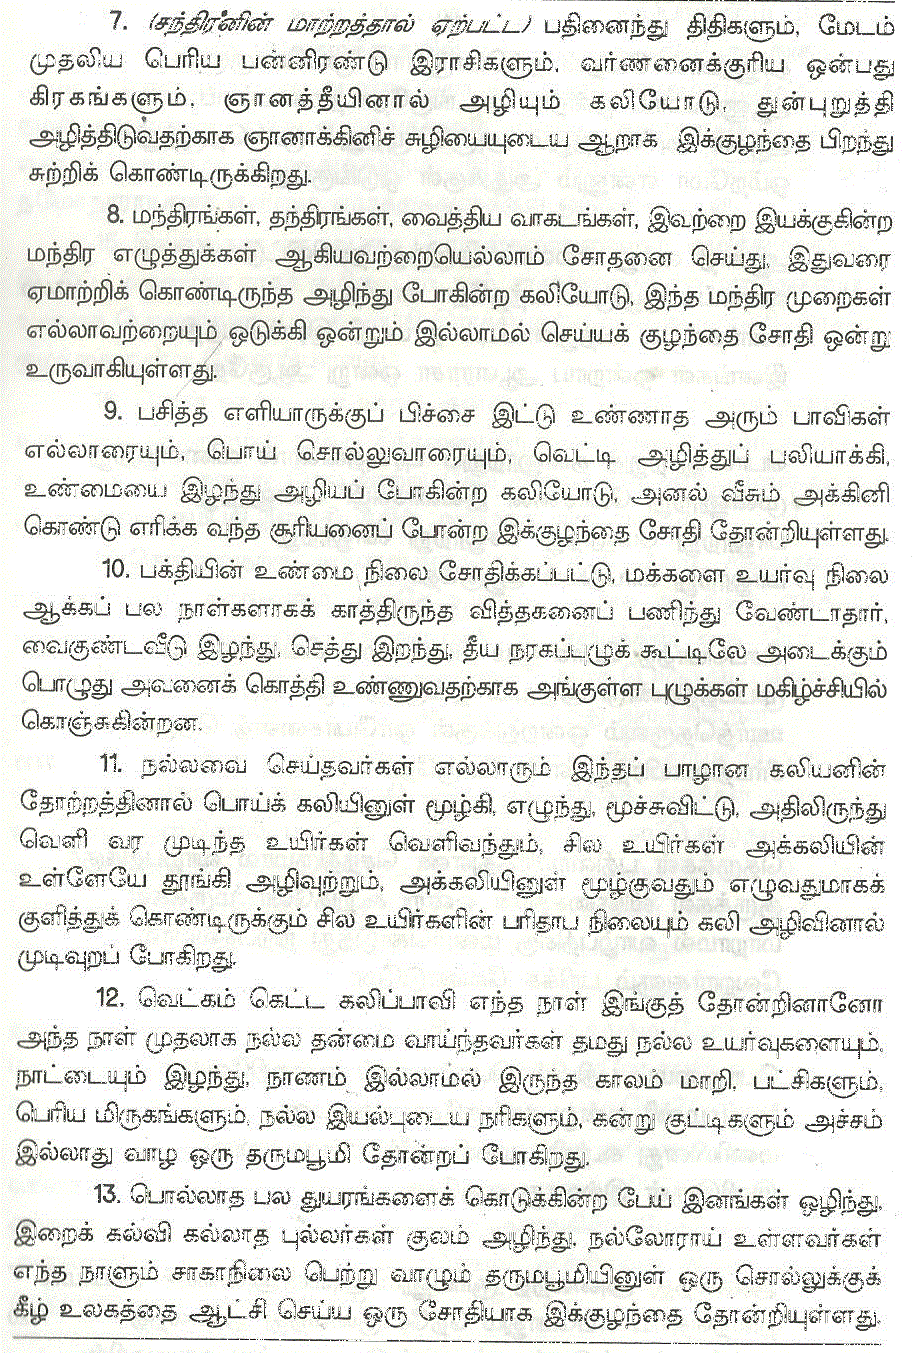 7. (சந்திரனின் மாற்றத்தால் ஏற்பட்ட) பதினைந்து திதிகளும், மேடம்
முதலிய பெரிய பன்னிரண்டு இராசிகளும், வர்ணனைக்குரிய ஒன்பது
கிரகங்களும், ஞானத்தீயினால் அழியும் கலியோடு, துன்புறுத்தி
அழித்திடுவதற்காக ஞானாக்கினிச் சுழியையுடைய ஆறாக இக்குழந்தை பிறந்து
சுற்றிக் கொண்டிருக்கிறது.
8. மந்திரங்கள், தந்திரங்கள், வைத்திய வாகடங்கள், இவற்றை இயக்குகின்ற
மந்திர எழுத்துக்கள் ஆகியவற்றையெல்லாம் சோதனை செய்து, இதுவரை
ஏமாற்றிக் கொண்டிருந்த அழிந்து போகின்ற கலியோடு, இந்த மந்திர முறைகள்
எல்லாவற்றையும் ஒடுக்கி ஒன்றும் இல்லாமல் செய்யக் குழந்தை சோதி ஒன்று
உருவாகியுள்ளது.
9. பசித்த எளியாருக்குப் பிச்சை இட்டு உண்ணாத அரும் பாவிகள்
எல்லாரையும், பொய் சொல்லுவாரையும், வெட்டி அழித்துப் பலியாக்கி,
உண்மையை இழந்து அழியப் போகின்ற கலியோடு, அனல் வீசும் அக்கினி
கொண்டு எரிக்க வந்த சூரியனைப் போன்ற இக்குழந்தை சோதி தோன்றியுள்ளது.
10. பக்தியின் உண்மை நிலை சோதிக்கப்பட்டு, மக்களை உயர்வு நிலை
ஆக்கப் பல நாள்களாகக் காத்திருந்த வித்தகனைப் பணிந்து வேண்டாதார்,
வைகுண்டவீடு இழந்து, செத்து இறந்து, தீய நரகப்புழுக் கூட்டிலே அடைக்கும்
பொழுது அவனைக் கொத்தி உண்ணுவதற்காக அங்குள்ள புழுக்கள் மகிழ்ச்சியில்
கொஞ்சுகின்றன.
11. நல்லவை செய்தவர்கள் எல்லாரும் இந்தப் பாழான கலியனின்
தோற்றத்தினால் பொய்க் கலியினுள் மூழ்கி, எழுந்து, மூச்சுவிட்டு, அதிலிருந்து
வெளி வர முடிந்த உயிர்கள் வெளிவந்தும், சில உயிர்கள் அக்கலியின்
உள்ளேயே தூங்கி அழிவுற்றும், அக்கலியினுள் மூழ்குவதும் எழுவதுமாகக்
குளித்துக் கொண்டிருக்கும் சில உயிர்களின் பரிதாப நிலையும் கலி அழிவினால்
முடிவுறப் போகிறது.
12. வெட்கம் கெட்ட கலிப்பாவி எந்த நாள் இங்குத் தோன்றினானோ
அந்த நாள் முதலாக நல்ல தன்மை வாய்ந்தவர்கள் தமது நல்ல உயர்வுகளையும்,
நாட்டையும் இழந்து, நாணம் இல்லாமல் இருந்த காலம் மாறி, பட்சிகளும்,
பெரிய மிருகங்களும், நல்ல இயல்புடைய நரிகளும், கன்று குட்டிகளும் அச்சம்
இல்லாது வாழ ஒரு தருமபூமி தோன்றப் போகிறது.
13. பொல்லாத பல துயரங்களைக் கொடுக்கின்ற பேய் இனங்கள் ஒழிந்து,
இறைக் கல்வி கல்லாத புல்லர்கள் குலம் அழிந்து, நல்லோராய் உள்ளவர்கள்
எந்த நாளும் சாகாநிலை பெற்று வாழும் தருமபூமியினுள் ஒரு சொல்லுக்குக்
கீழ் உலகத்தை ஆட்சி செய்ய ஒரு சோதியாக இக்குழந்தை தோன்றியுள்ளது.